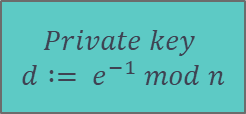 Private key
d := e⁻¹ mod n